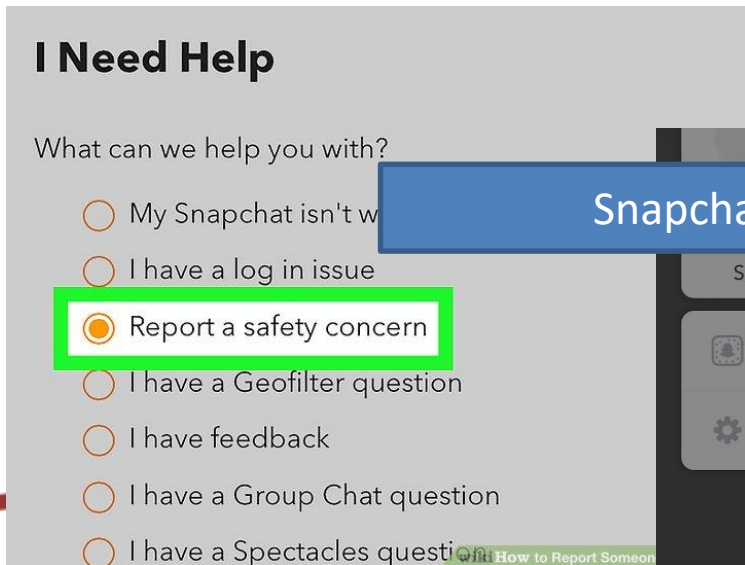 I Need Help
What can we help you with?
My Snapchat isn't w
Snapcha
I have a log in issue
S
Report a safety concern
I have a Geofilter question
I have feedback
I have a Group Chat question
I have a Spectacles question
wikiHow to Report Someon